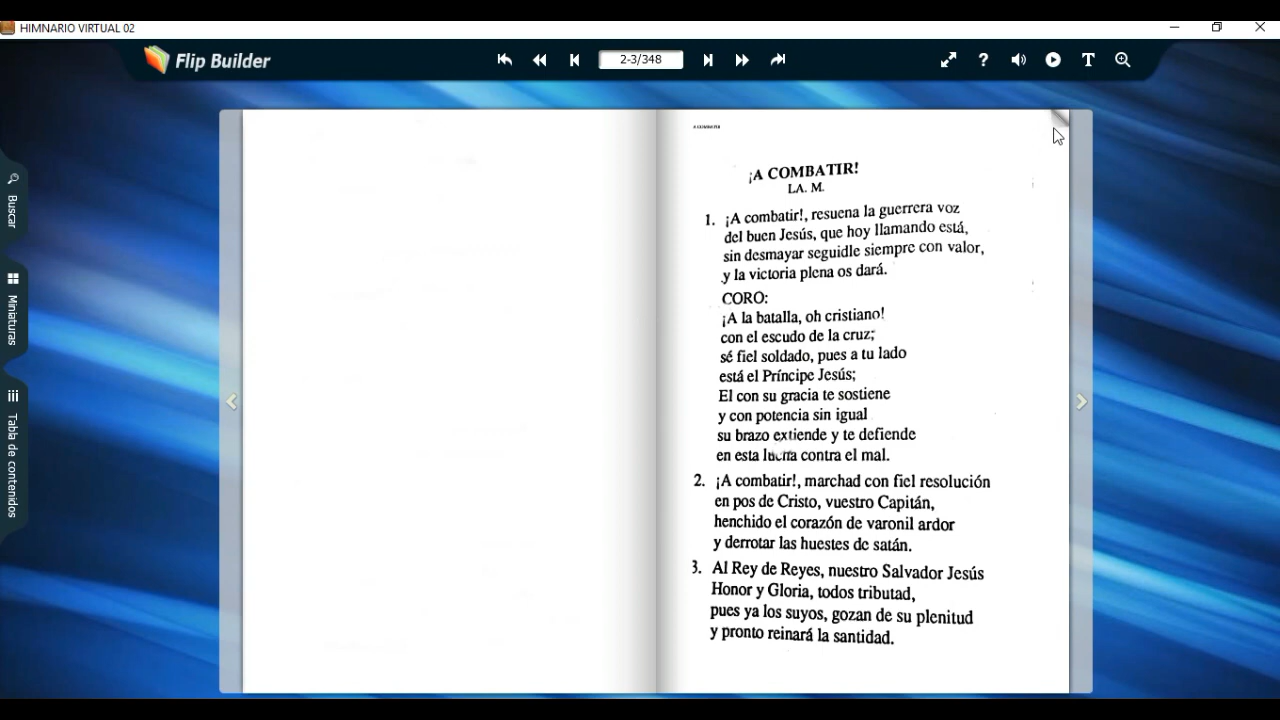 HIMNARIO VIRTUAL 02
Flip Builder
2-3/348
Buscar
Miniaturas
Tabla de contenidos
A COMBATIR
¡A COMBATIR!
LA. M.
1. ¡A combatir!, resuena la guerrera voz
del buen Jesús, que hoy llamando está,
sin desmayar seguidle siempre con valor,
y la victoria plena os dará.
CORO:
¡A la batalla, oh cristiano!
con el escudo de la cruz;
sé fiel soldado, pues a tu lado
está el Príncipe Jesús;
El con su gracia te sostiene
y con potencia sin igual
su brazo extiende y te defiende
en esta lucha contra el mal.
2. ¡A combatir!, marchad con fiel resolución
en pos de Cristo, vuestro Capitán,
henchido el corazón de varonil ardor
y derrotar las huestes de satán.
3. Al Rey de Reyes, nuestro Salvador Jesús
Honor y Gloria, todos tributad,
pues ya los suyos, gozan de su plenitud
y pronto reinará la santidad.